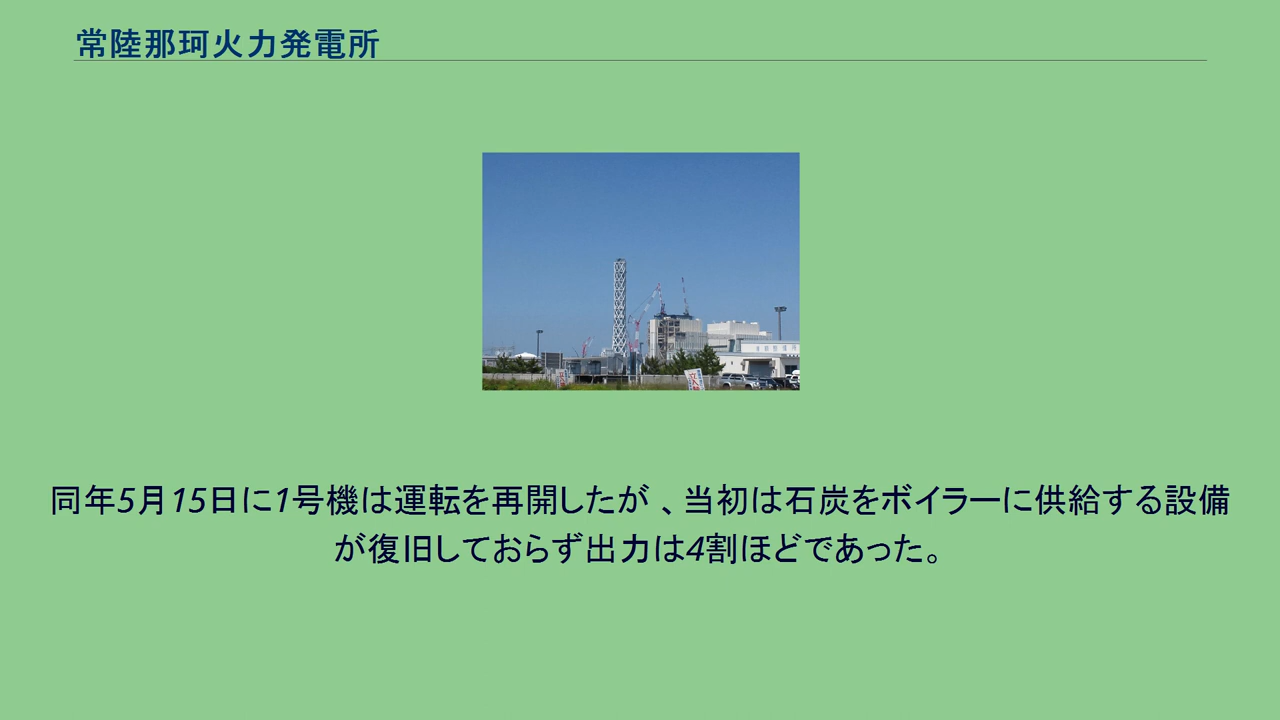 常陸那珂火力発電所
同年5月15日に1号機は運転を再開したが 、当初は石炭をボイラーに供給する設備
が復旧しておらず出力は4割ほどであった。